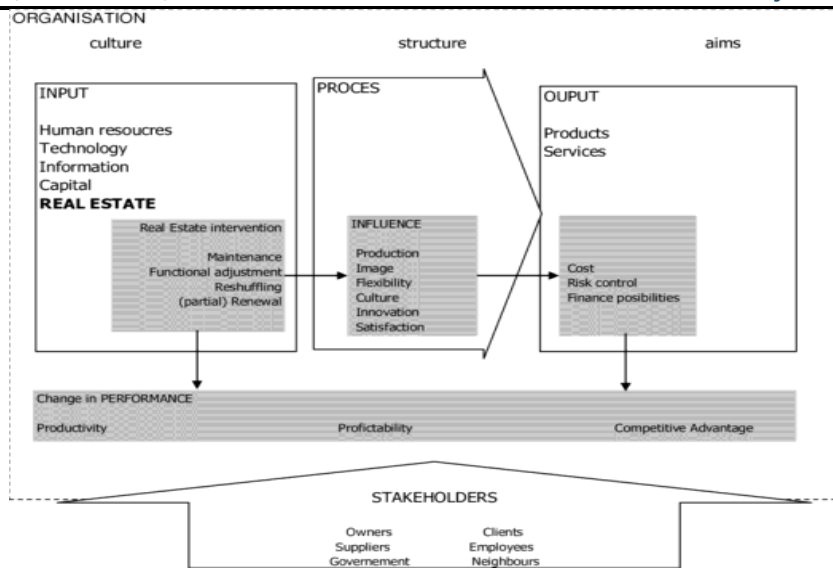 ORGANISATION
culture structure aims
INPUT
Human resoucres
Technology
Information
Capital
REAL ESTATE
Real Estate intervention
Maintenance
Functional adjustment
Reshuffling
(partial) Renewal
PROCES
INFLUENCE
Production
Image
Flexibility
Culture
Innovation
Satisfaction
OUPUT
Products
Services
Cost
Risk control
Finance posibilities
Change in PERFORMANCE
Productivity Profictability Competitive Advantage
STAKEHOLDERS
Owners Clients
Suppliers Employees
Governement Neighbours